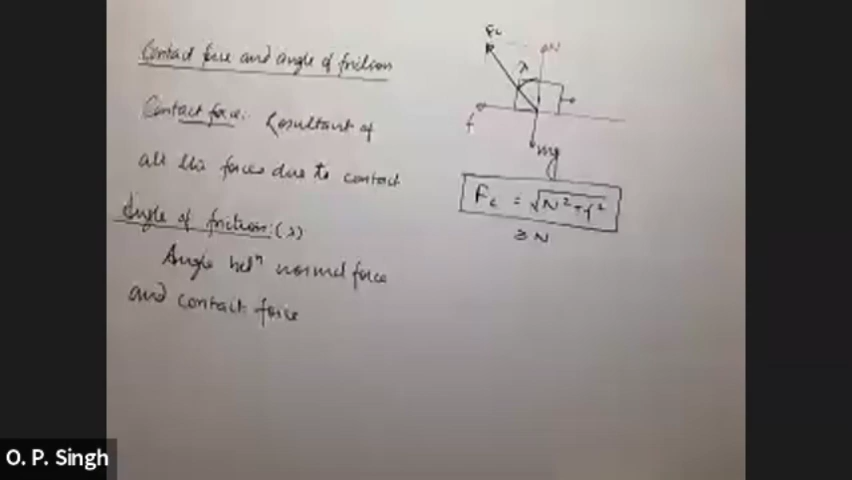 Contact force and angle of friction
Contact force: Resultant of
all the forces due to contact
Angle of friction: (λ)
Angle betⁿ normal force
and contact force
Fc
N
λ
f
mg
Fc = √N² + f²
≥ N
O. P. Singh